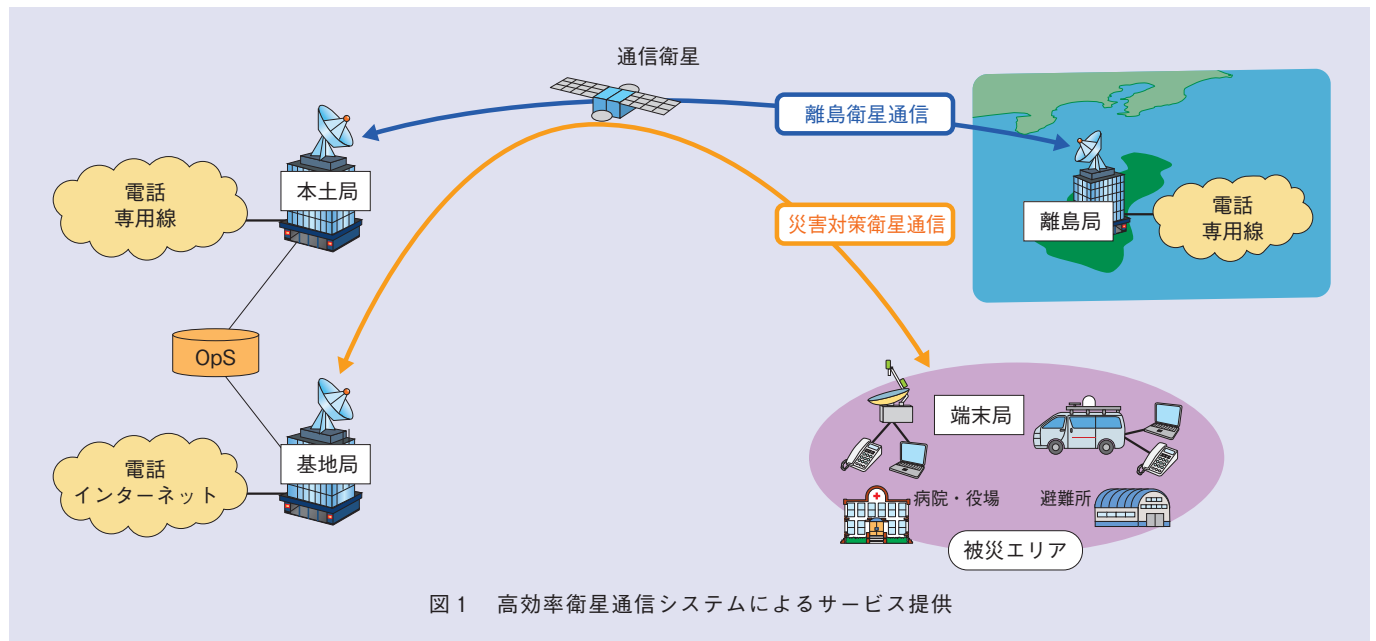 通信衛星
離島衛星通信
本土局
電話
専用線
離島局
電話
専用線
災害対策衛星通信
OpS
基地局
電話
インターネット
端末局
病院・役場
避難所
被災エリア
図1 高効率衛星通信システムによるサービス提供